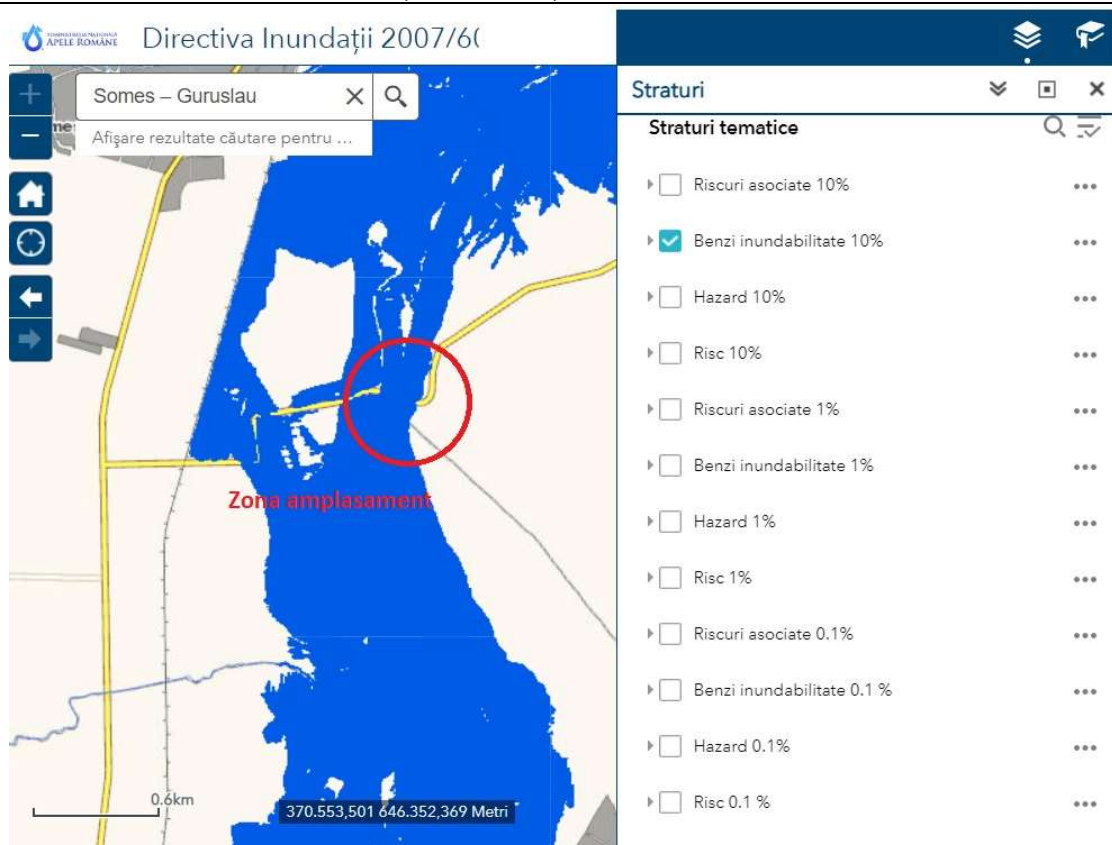 ADMINISTRAȚIA NAȚIONALĂ
APELE ROMÂNE
Directiva Inundații 2007/6
Somes – Guruslau
Afișare rezultate căutare pentru ...
Zona amplasament
0.6km
370.553,501 646.352,369 Metri
Straturi
Straturi tematice
Riscuri asociate 10%
Benzi inundabilitate 10%
Hazard 10%
Risc 10%
Riscuri asociate 1%
Benzi inundabilitate 1%
Hazard 1%
Risc 1%
Riscuri asociate 0.1%
Benzi inundabilitate 0.1 %
Hazard 0.1%
Risc 0.1 %